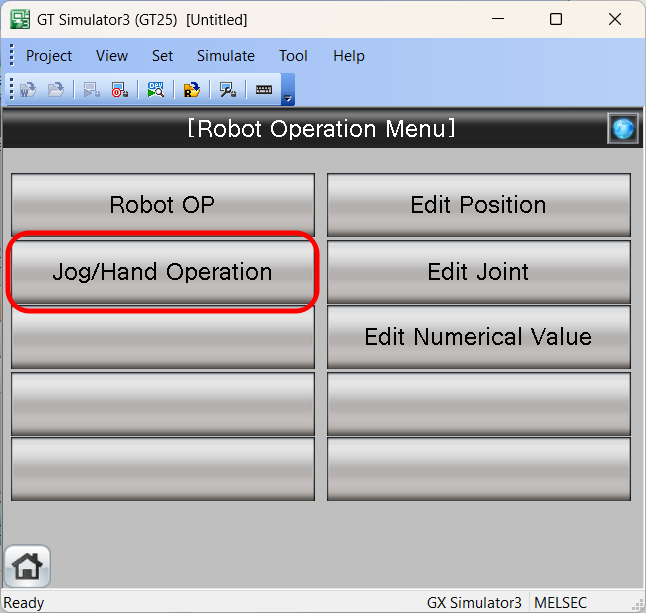 GT Simulator3 (GT25) [Untitled]
Project View Set Simulate Tool Help
[Robot Operation Menu]
Robot OP
Edit Position
Jog/Hand Operation
Edit Joint
Edit Numerical Value
Ready
GX Simulator3
MELSEC